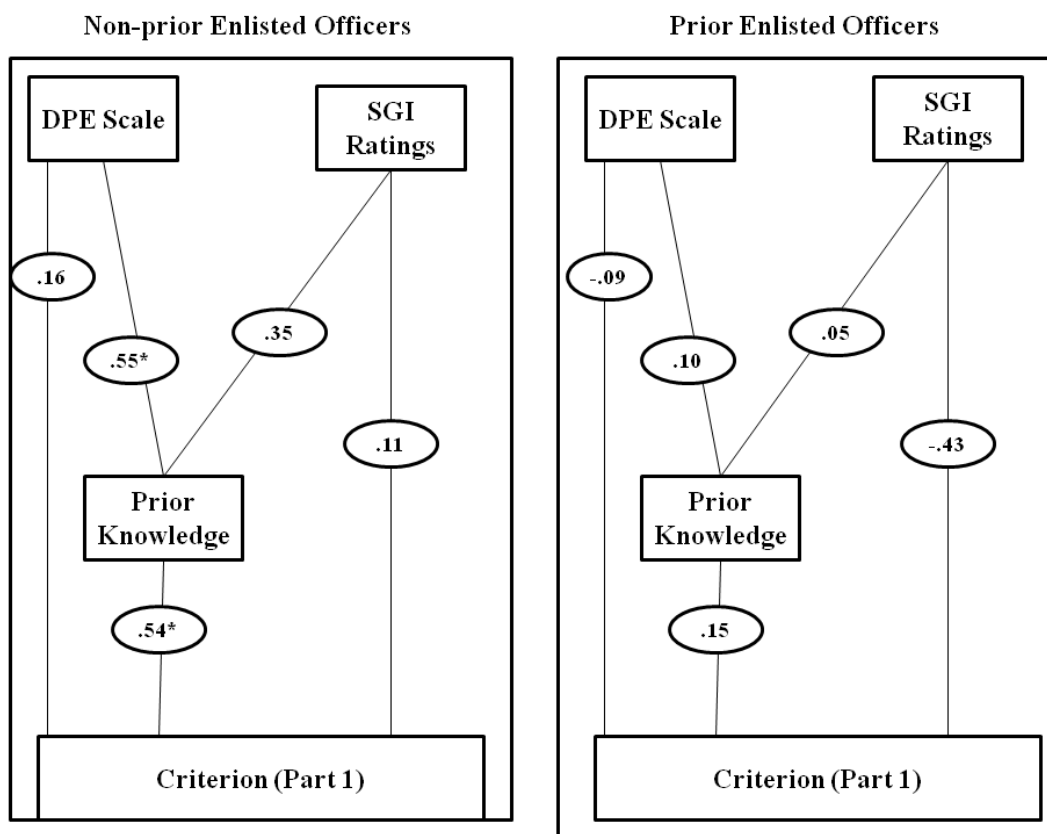 Non-prior Enlisted Officers
DPE Scale
SGI
Ratings
.16
.55*
.35
.11
Prior
Knowledge
.54*
Criterion (Part 1)
Prior Enlisted Officers
DPE Scale
SGI
Ratings
-.09
.10
.05
-.43
Prior
Knowledge
.15
Criterion (Part 1)